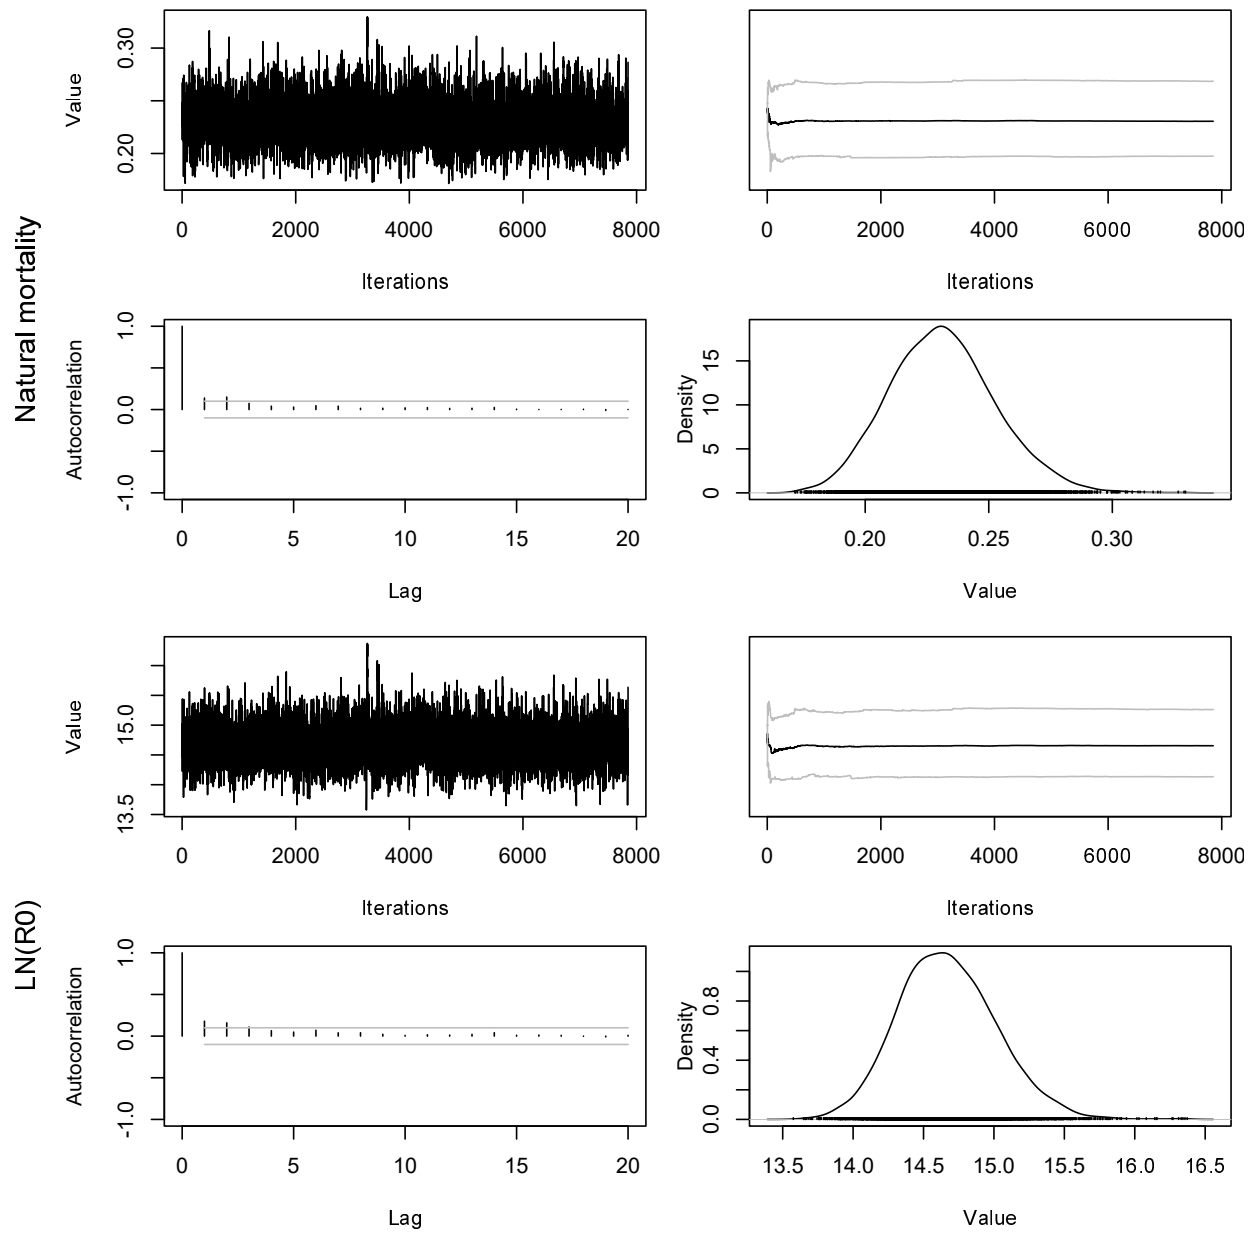 Natural mortality
Value
0.20
0.30
0 2000 4000 6000 8000
Iterations
0 2000 4000 6000 8000
Iterations
Autocorrelation
-1.0 0.0 1.0
0 5 10 15 20
Lag
Density
0 5 10 15
0.20 0.25 0.30
Value
LN(R0)
Value
13.5 15.0
0 2000 4000 6000 8000
Iterations
0 2000 4000 6000 8000
Iterations
Autocorrelation
-1.0 0.0 1.0
0 5 10 15 20
Lag
Density
0.0 0.4 0.8
13.5 14.0 14.5 15.0 15.5 16.0 16.5
Value